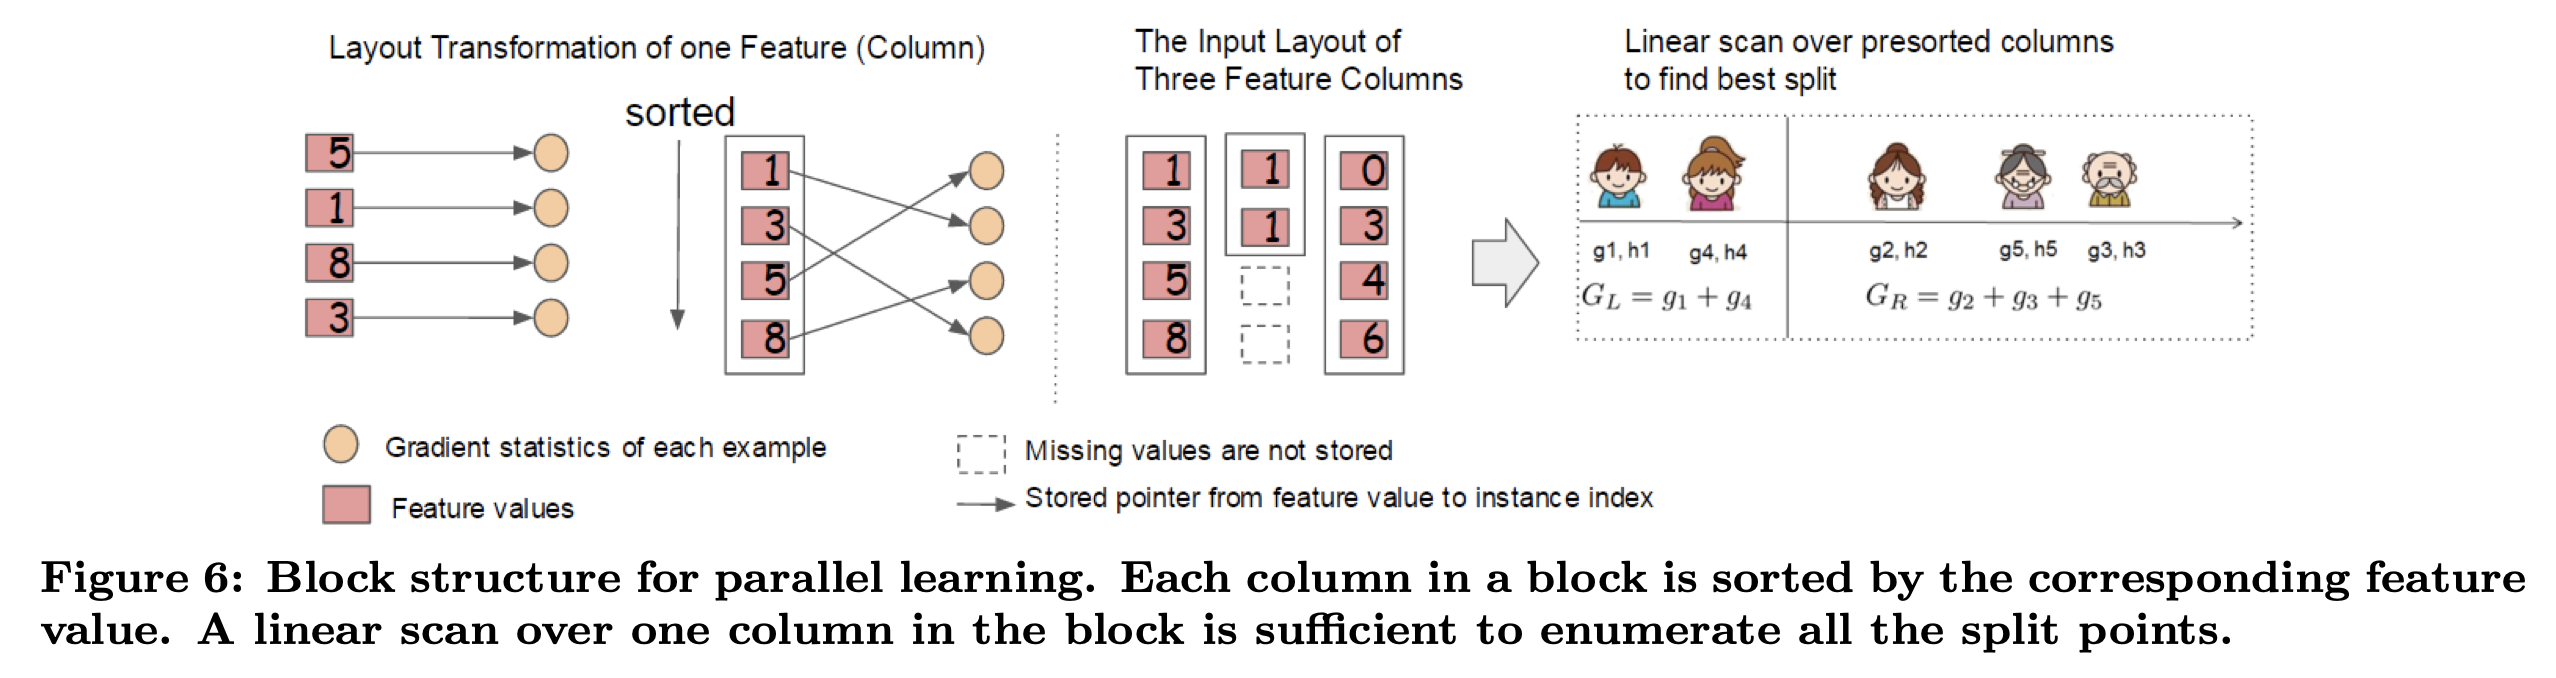 Layout Transformation of one Feature (Column)
sorted
5
1
8
3
1
3
5
8
The Input Layout of
Three Feature Columns
1
3
5
8
1
1
0
3
4
6
Linear scan over presorted columns
to find best split
g1, h1 g4, h4 g2, h2 g5, h5 g3, h3
G_L = g_1 + g_4 G_R = g_2 + g_3 + g_5
Gradient statistics of each example
Feature values
Missing values are not stored
Stored pointer from feature value to instance index
Figure 6: Block structure for parallel learning. Each column in a block is sorted by the corresponding feature
value. A linear scan over one column in the block is sufficient to enumerate all the split points.